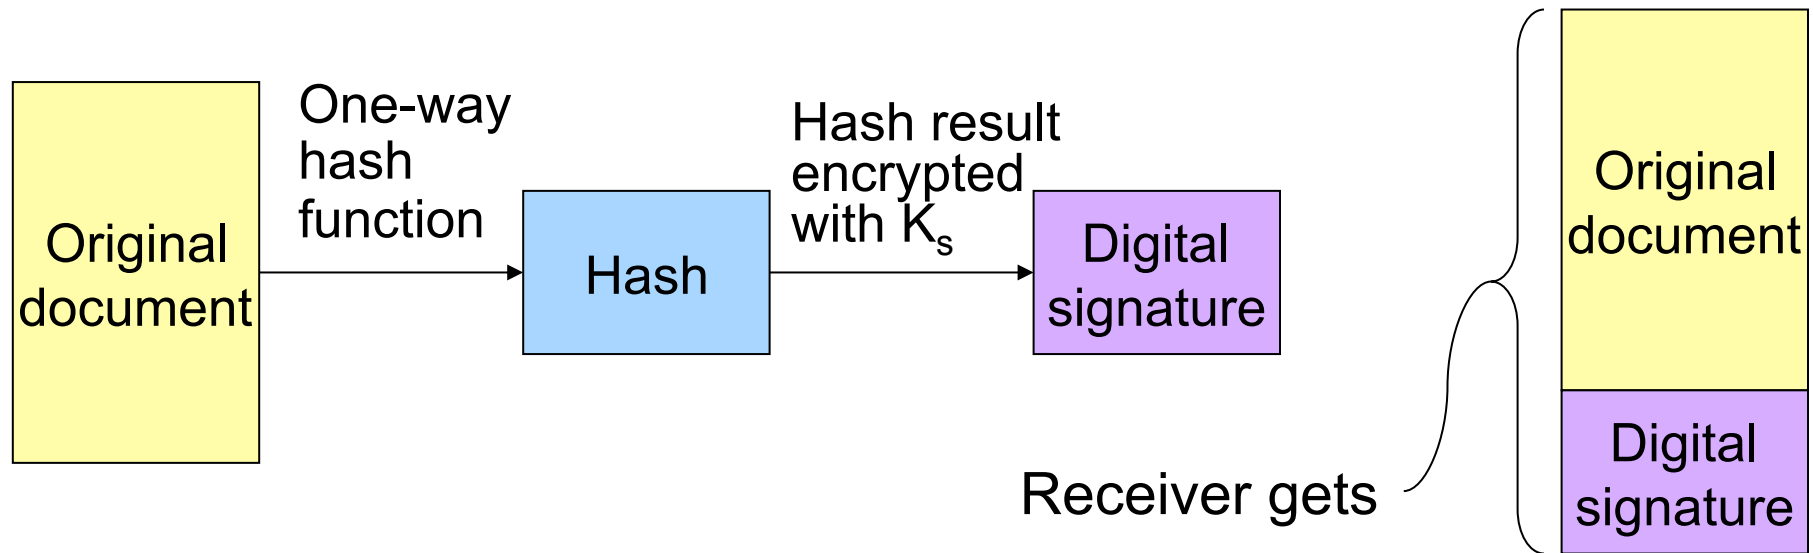 Original
document
One-way
hash
function
Hash
Hash result
encrypted
with Kₛ
Digital
signature
Receiver gets
Original
document
Digital
signature